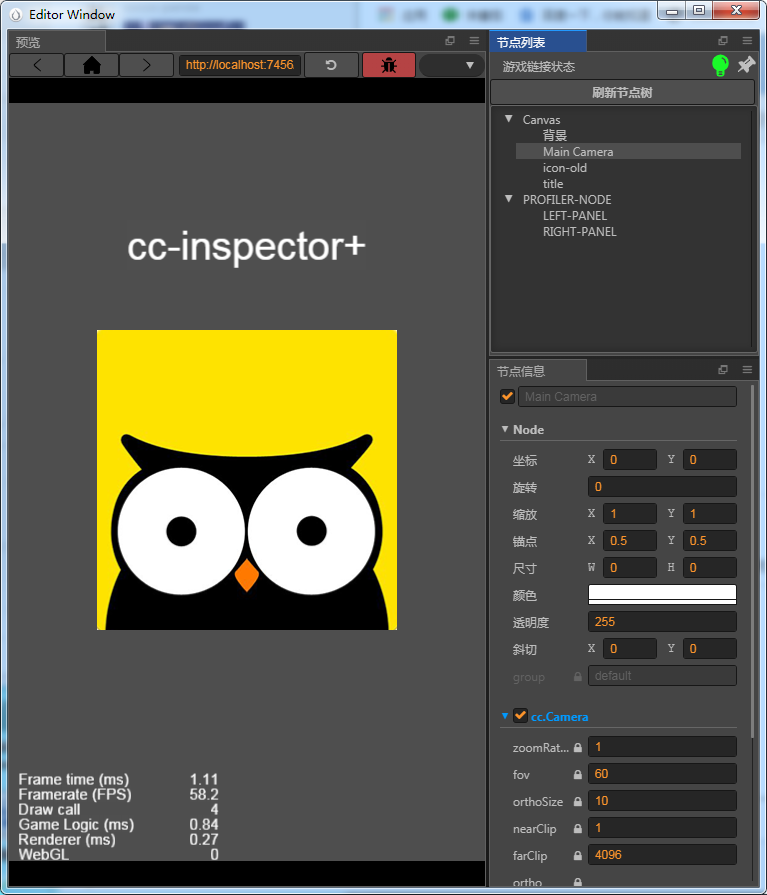 Editor Window
预览
http://localhost:7456
cc-inspector+
Frame time (ms) 1.11
Framerate (FPS) 58.2
Draw call 4
Game Logic (ms) 0.84
Renderer (ms) 0.27
WebGL 0
节点列表
游戏链接状态
刷新节点树
Canvas
背景
Main Camera
icon-old
title
PROFILER-NODE
LEFT-PANEL
RIGHT-PANEL
节点信息
Main Camera
Node
坐标 X 0 Y 0
旋转 0
缩放 X 1 Y 1
锚点 X 0.5 Y 0.5
尺寸 W 0 H 0
颜色
透明度 255
斜切 X 0 Y 0
group default
cc.Camera
zoomRat... 1
fov 60
orthoSize 10
nearClip 1
farClip 4096
ortho